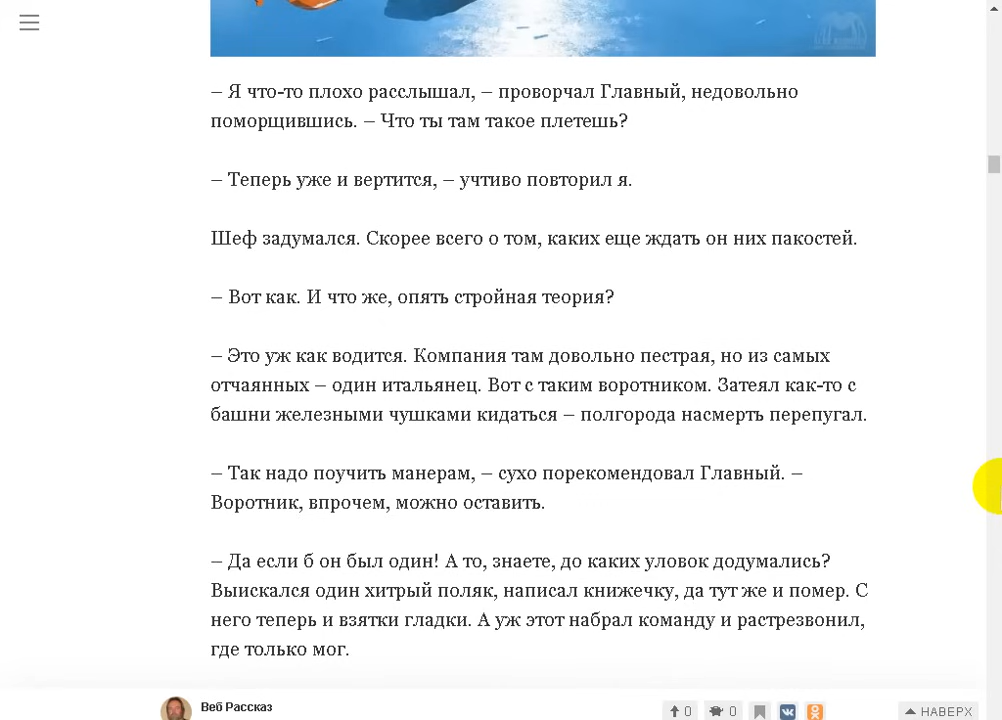 – Я что-то плохо расслышал, – проворчал Главный, недовольно
поморщившись. – Что ты там такое плетешь?
– Теперь уже и вертится, – учтиво повторил я.
Шеф задумался. Скорее всего о том, каких еще ждать он них пакостей.
– Вот как. И что же, опять стройная теория?
– Это уж как водится. Компания там довольно пестрая, но из самых
отчаянных – один итальянец. Вот с таким воротником. Затеял как-то с
башни железными чушками кидаться – полгорода насмерть перепугал.
– Так надо поучить манерам, – сухо порекомендовал Главный. –
Воротник, впрочем, можно оставить.
– Да если б он был один! А то, знаете, до каких уловок додумались?
Выискался один хитрый поляк, написал книжечку, да тут же и помер. С
него теперь и взятки гладки. А уж этот набрал команду и растрезвонил,
где только мог.
Веб Рассказ
0
0
НАВЕРХ